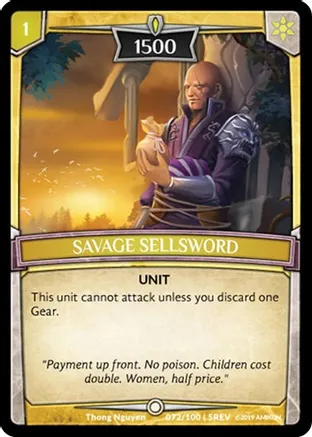 1
1500
SAVAGE SELLSWORD
UNIT
This unit cannot attack unless you discard one
Gear.
"Payment up front. No poison. Children cost
double. Women, half price."
Thong Nguyen 072/100 | SREV ©2019 AMIXON